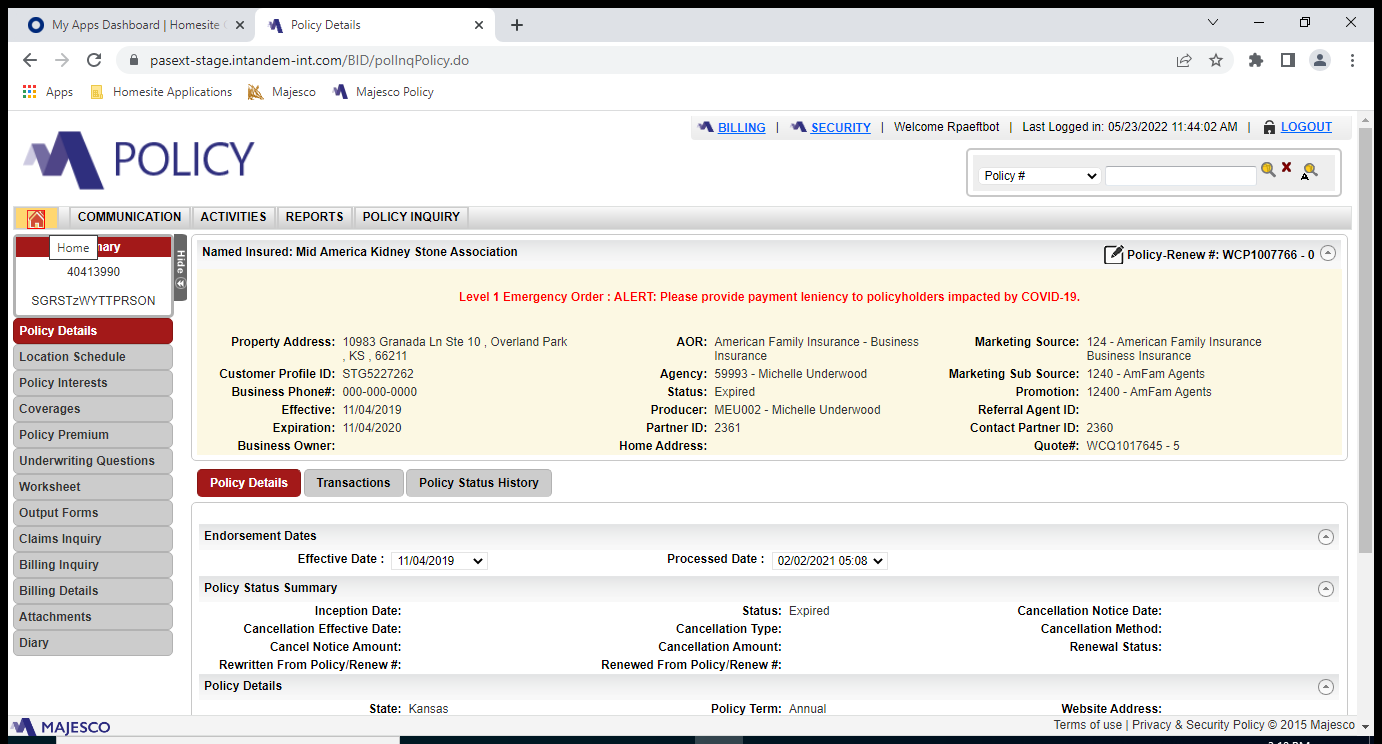 My Apps Dashboard | Homesite
Policy Details
pasext-stage.intandem-int.com/BID/polInqPolicy.do
Apps Homesite Applications Majesco Majesco Policy
BILLING | SECURITY | Welcome Rpaeftbot | Last Logged in: 05/23/2022 11:44:02 AM | LOGOUT
POLICY
Policy #
A
COMMUNICATION ACTIVITIES REPORTS POLICY INQUIRY
Home
mary
40413990
SGRSTzWYTTPRSON
Hide
Policy Details
Location Schedule
Policy Interests
Coverages
Policy Premium
Underwriting Questions
Worksheet
Output Forms
Claims Inquiry
Billing Inquiry
Billing Details
Attachments
Diary
Named Insured: Mid America Kidney Stone Association
Policy-Renew #: WCP1007766 - 0
Level 1 Emergency Order : ALERT: Please provide payment leniency to policyholders impacted by COVID-19.
Property Address: 10983 Granada Ln Ste 10 , Overland Park
, KS , 66211
Customer Profile ID: STG5227262
Business Phone#: 000-000-0000
Effective: 11/04/2019
Expiration: 11/04/2020
Business Owner:
AOR: American Family Insurance - Business
Insurance
Agency: 59993 - Michelle Underwood
Status: Expired
Producer: MEU002 - Michelle Underwood
Partner ID: 2361
Home Address:
Marketing Source: 124 - American Family Insurance
Business Insurance
Marketing Sub Source: 1240 - AmFam Agents
Promotion: 12400 - AmFam Agents
Referral Agent ID:
Contact Partner ID: 2360
Quote#: WCQ1017645 - 5
Policy Details Transactions Policy Status History
Endorsement Dates
Effective Date : 11/04/2019 Processed Date : 02/02/2021 05:08
Policy Status Summary
Inception Date: Status: Expired Cancellation Notice Date:
Cancellation Effective Date: Cancellation Type: Cancellation Method:
Cancel Notice Amount: Cancellation Amount: Renewal Status:
Rewritten From Policy/Renew #: Renewed From Policy/Renew #:
Policy Details
State: Kansas Policy Term: Annual Website Address:
MAJESCO
Terms of use | Privacy & Security Policy © 2015 Majesco